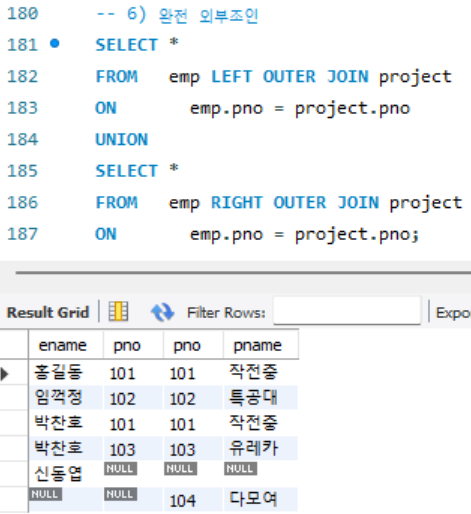 180 -- 6) 완전 외부조인
181 SELECT *
182 FROM emp LEFT OUTER JOIN project
183 ON emp.pno = project.pno
184 UNION
185 SELECT *
186 FROM emp RIGHT OUTER JOIN project
187 ON emp.pno = project.pno;
Result Grid Filter Rows: Expo
ename pno pno pname
홍길동 101 101 작전중
임꺽정 102 102 특공대
박찬호 101 101 작전중
박찬호 103 103 유레카
신동엽 NULL NULL NULL
NULL NULL 104 다모여